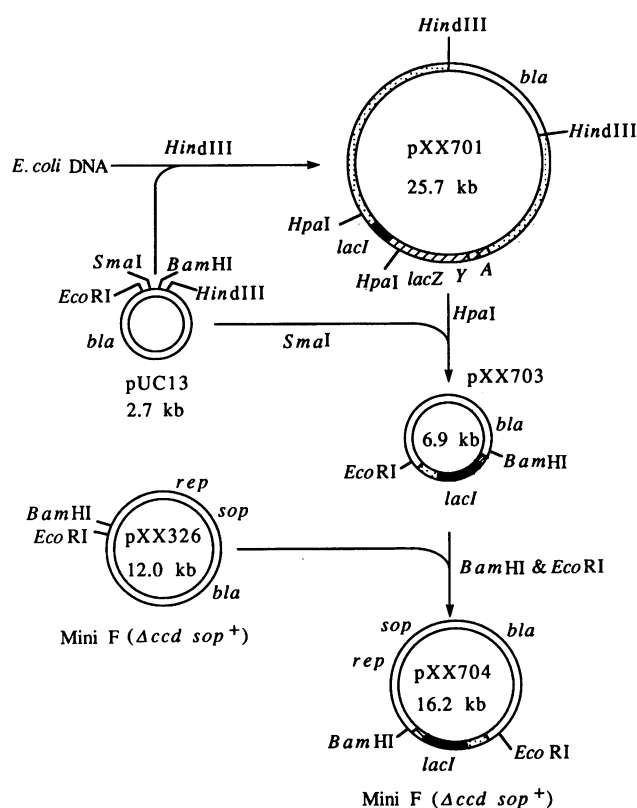 HindIII
bla
HindIII
pXX701
25.7 kb
E. coli DNA
HindIII
HpaI
lacI
HpaI
lacZ Y A
SmaI
BamHI
EcoRI
HindIII
bla
pUC13
2.7 kb
SmaI
HpaI
pXX703
6.9 kb
bla
BamHI
EcoRI
lacI
rep
sop
BamHI
EcoRI
pXX326
12.0 kb
bla
Mini F (Δccd sop +)
BamHI & EcoRI
sop
bla
rep
pXX704
16.2 kb
BamHI
lacI
EcoRI
Mini F (Δccd sop +)